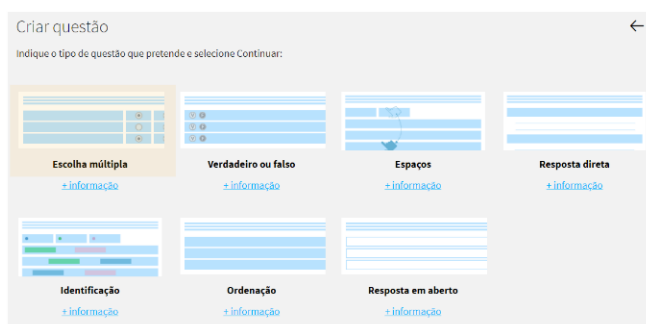 Criar questão
Indique o tipo de questão que pretende e selecione Continuar:
Escolha múltipla
Verdadeiro ou falso
Espaços
Resposta direta
+ informação
+ informação
+ informação
+ informação
Identificação
Ordenação
Resposta em aberto
+ informação
+ informação
+ informação